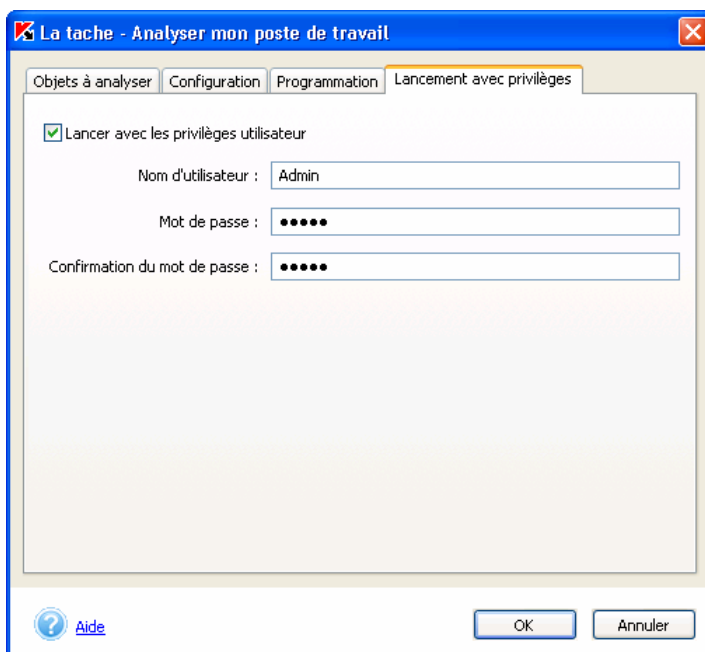 La tache - Analyser mon poste de travail
Objets à analyser Configuration Programmation Lancement avec privilèges
Lancer avec les privilèges utilisateur
Nom d'utilisateur : Admin
Mot de passe : •••••
Confirmation du mot de passe : •••••
Aide OK Annuler